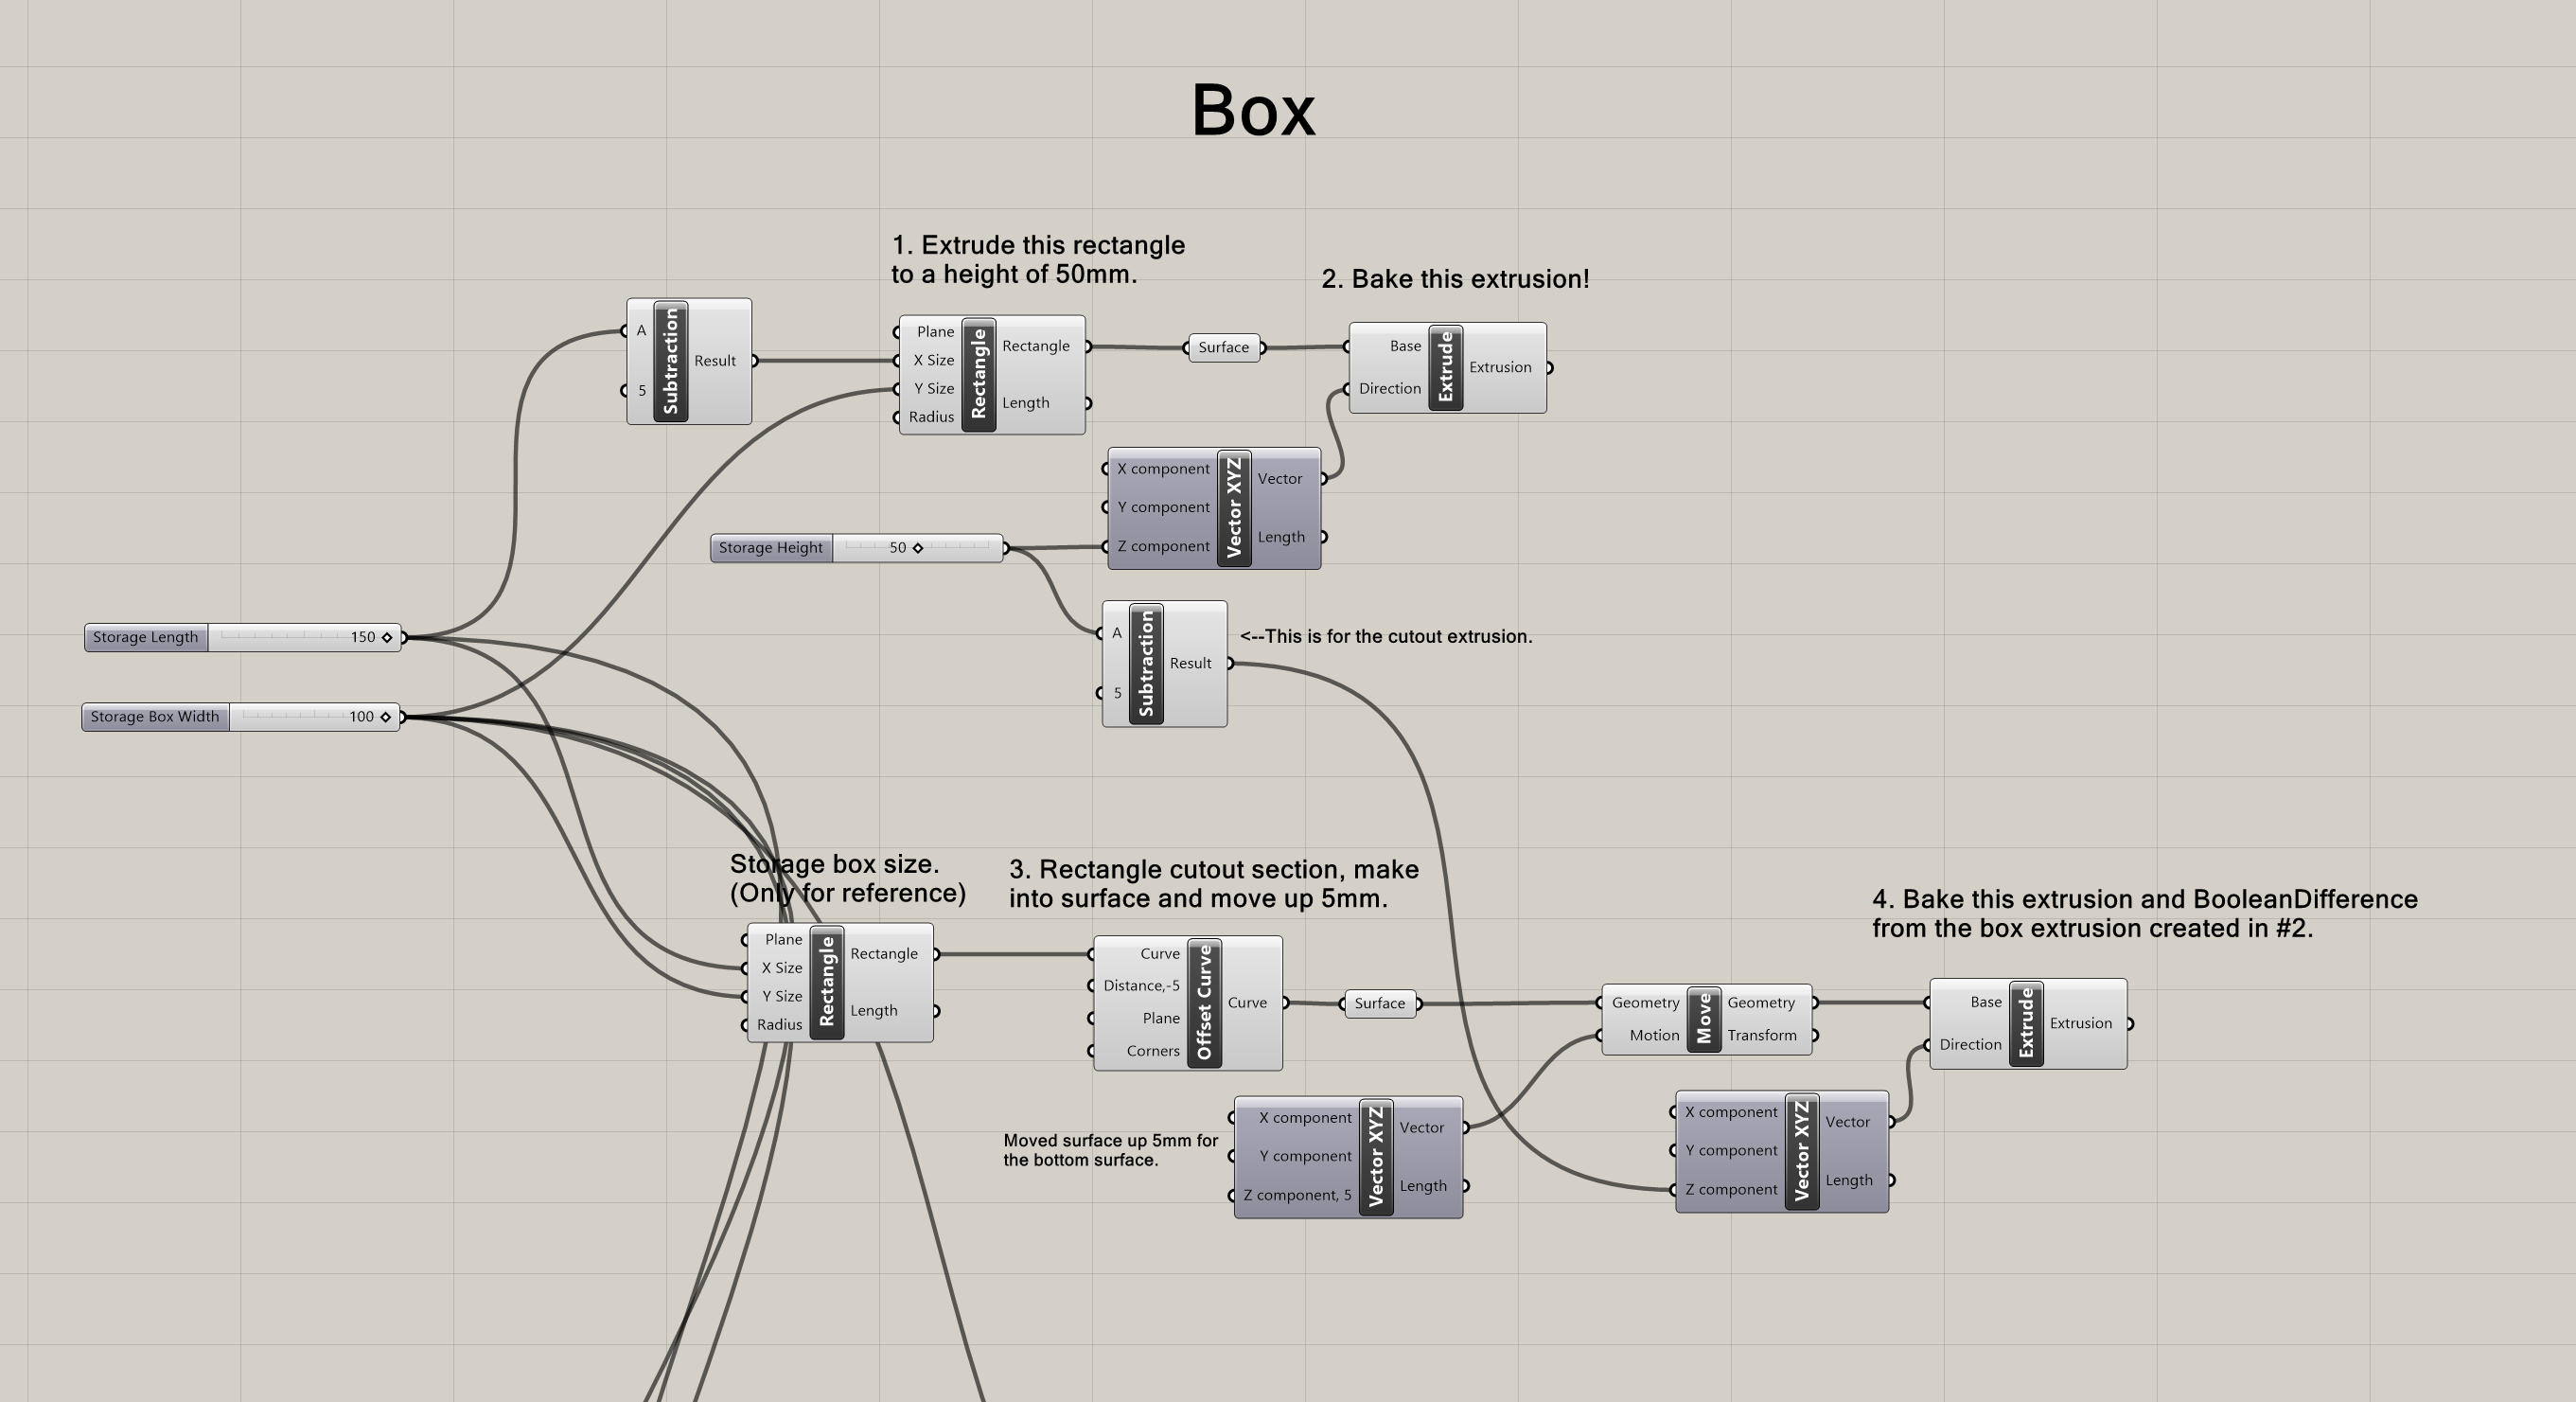 Box
1. Extrude this rectangle
to a height of 50mm.
2. Bake this extrusion!
A
5
Subtraction
Result
Plane
X Size
Y Size
Radius
Rectangle
Rectangle
Length
Surface
Base
Direction
Extrude
Extrusion
X component
Y component
Z component
Vector XYZ
Vector
Length
Storage Height
50
Storage Length
150
A
5
Subtraction
Result
<--This is for the cutout extrusion.
Storage Box Width
100
Storage box size.
(Only for reference)
3. Rectangle cutout section, make
into surface and move up 5mm.
4. Bake this extrusion and BooleanDifference
from the box extrusion created in #2.
Plane
X Size
Y Size
Radius
Rectangle
Rectangle
Length
Curve
Distance,-5
Plane
Corners
Offset Curve
Curve
Surface
Geometry
Motion
Move
Geometry
Transform
Base
Direction
Extrude
Extrusion
Moved surface up 5mm for
the bottom surface.
X component
Y component
Z component, 5
Vector XYZ
Vector
Length
X component
Y component
Z component
Vector XYZ
Vector
Length